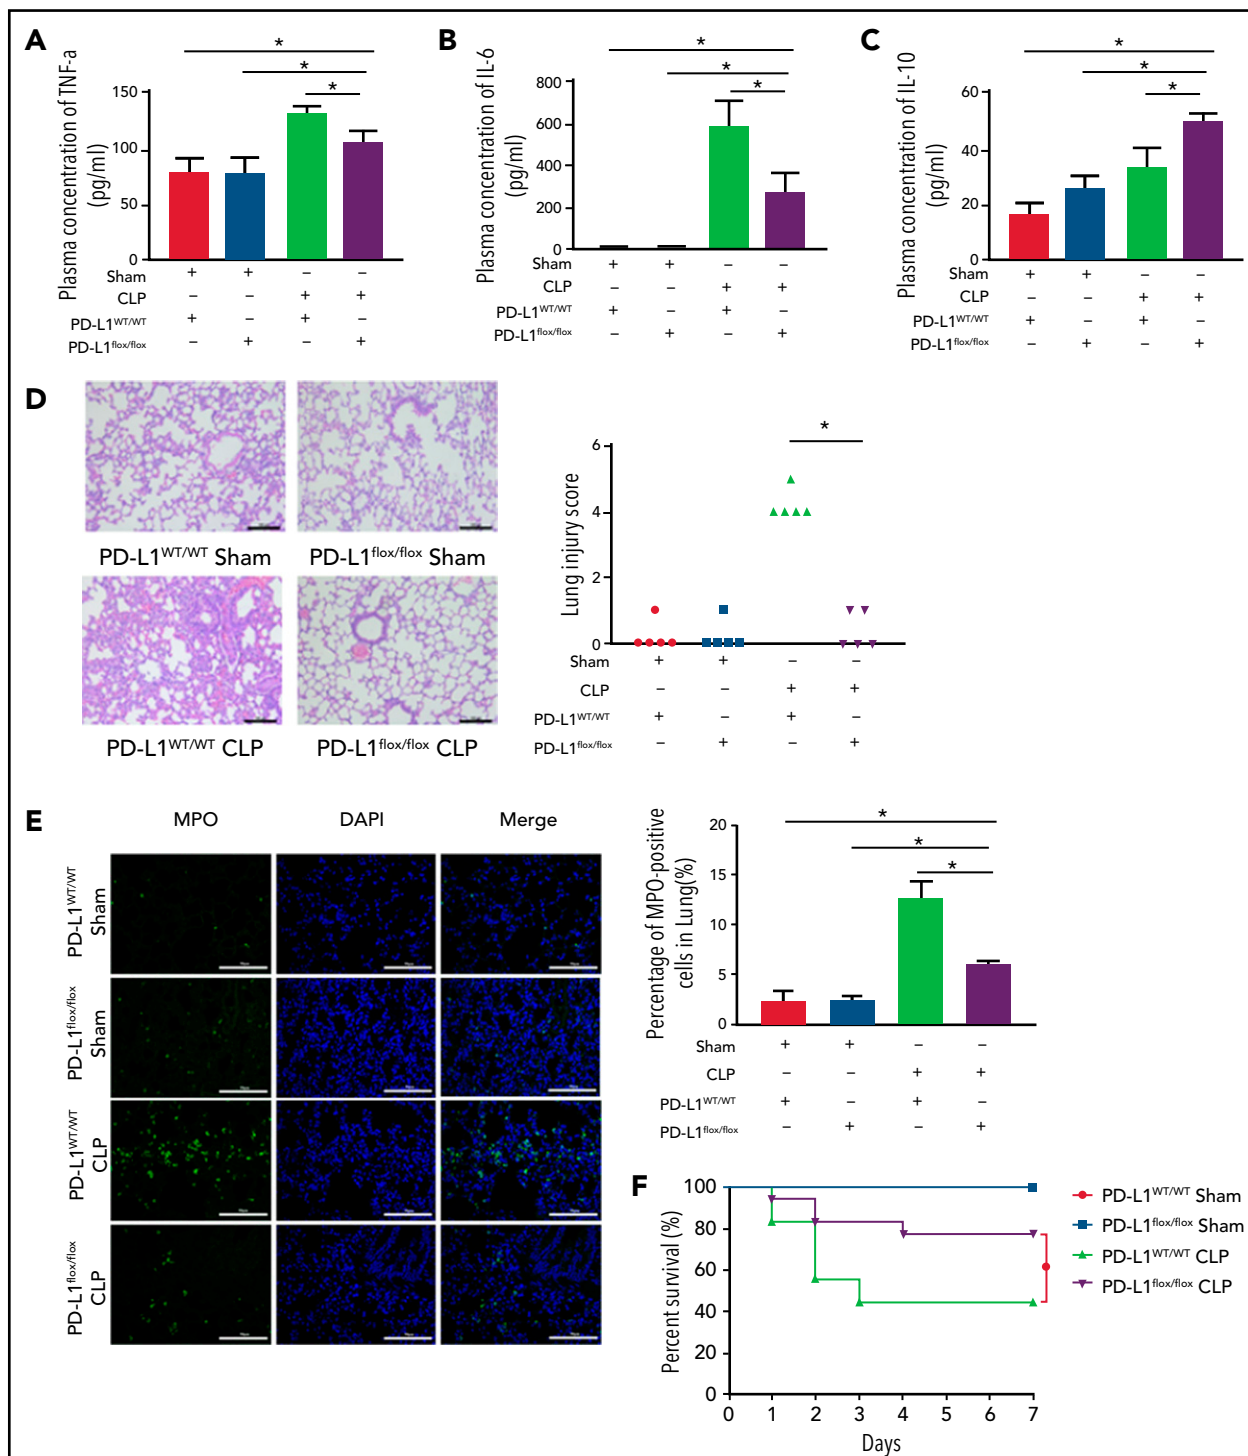 A
Plasma concentration of TNF-a
(pg/ml)
150
100
50
0
*
*
*
Sham + + – –
CLP – – + +
PD-L1WT/WT + – + –
PD-L1flox/flox – + – +
B
Plasma concentration of IL-6
(pg/ml)
800
600
400
200
0
*
*
*
Sham + + – –
CLP – – + +
PD-L1WT/WT + – + –
PD-L1flox/flox – + – +
C
Plasma concentration of IL-10
(pg/ml)
60
40
20
0
*
*
*
Sham + + – –
CLP – – + +
PD-L1WT/WT + – + –
PD-L1flox/flox – + – +
D
PD-L1WT/WT Sham
PD-L1flox/flox Sham
PD-L1WT/WT CLP
PD-L1flox/flox CLP
Lung injury score
6
4
2
0
*
Sham + + – –
CLP – – + +
PD-L1WT/WT + – + –
PD-L1flox/flox – + – +
E
MPO DAPI Merge
PD-L1WT/WT
Sham
PD-L1flox/flox
Sham
PD-L1WT/WT
CLP
PD-L1flox/flox
CLP
Percentage of MPO-positive
cells in Lung(%)
20
15
10
5
0
*
*
*
Sham + + – –
CLP – – + +
PD-L1WT/WT + – + –
PD-L1flox/flox – + – +
F
Percent survival (%)
100
80
60
40
20
0
0 1 2 3 4 5 6 7
Days
PD-L1WT/WT Sham
PD-L1flox/flox Sham
PD-L1WT/WT CLP
PD-L1flox/flox CLP